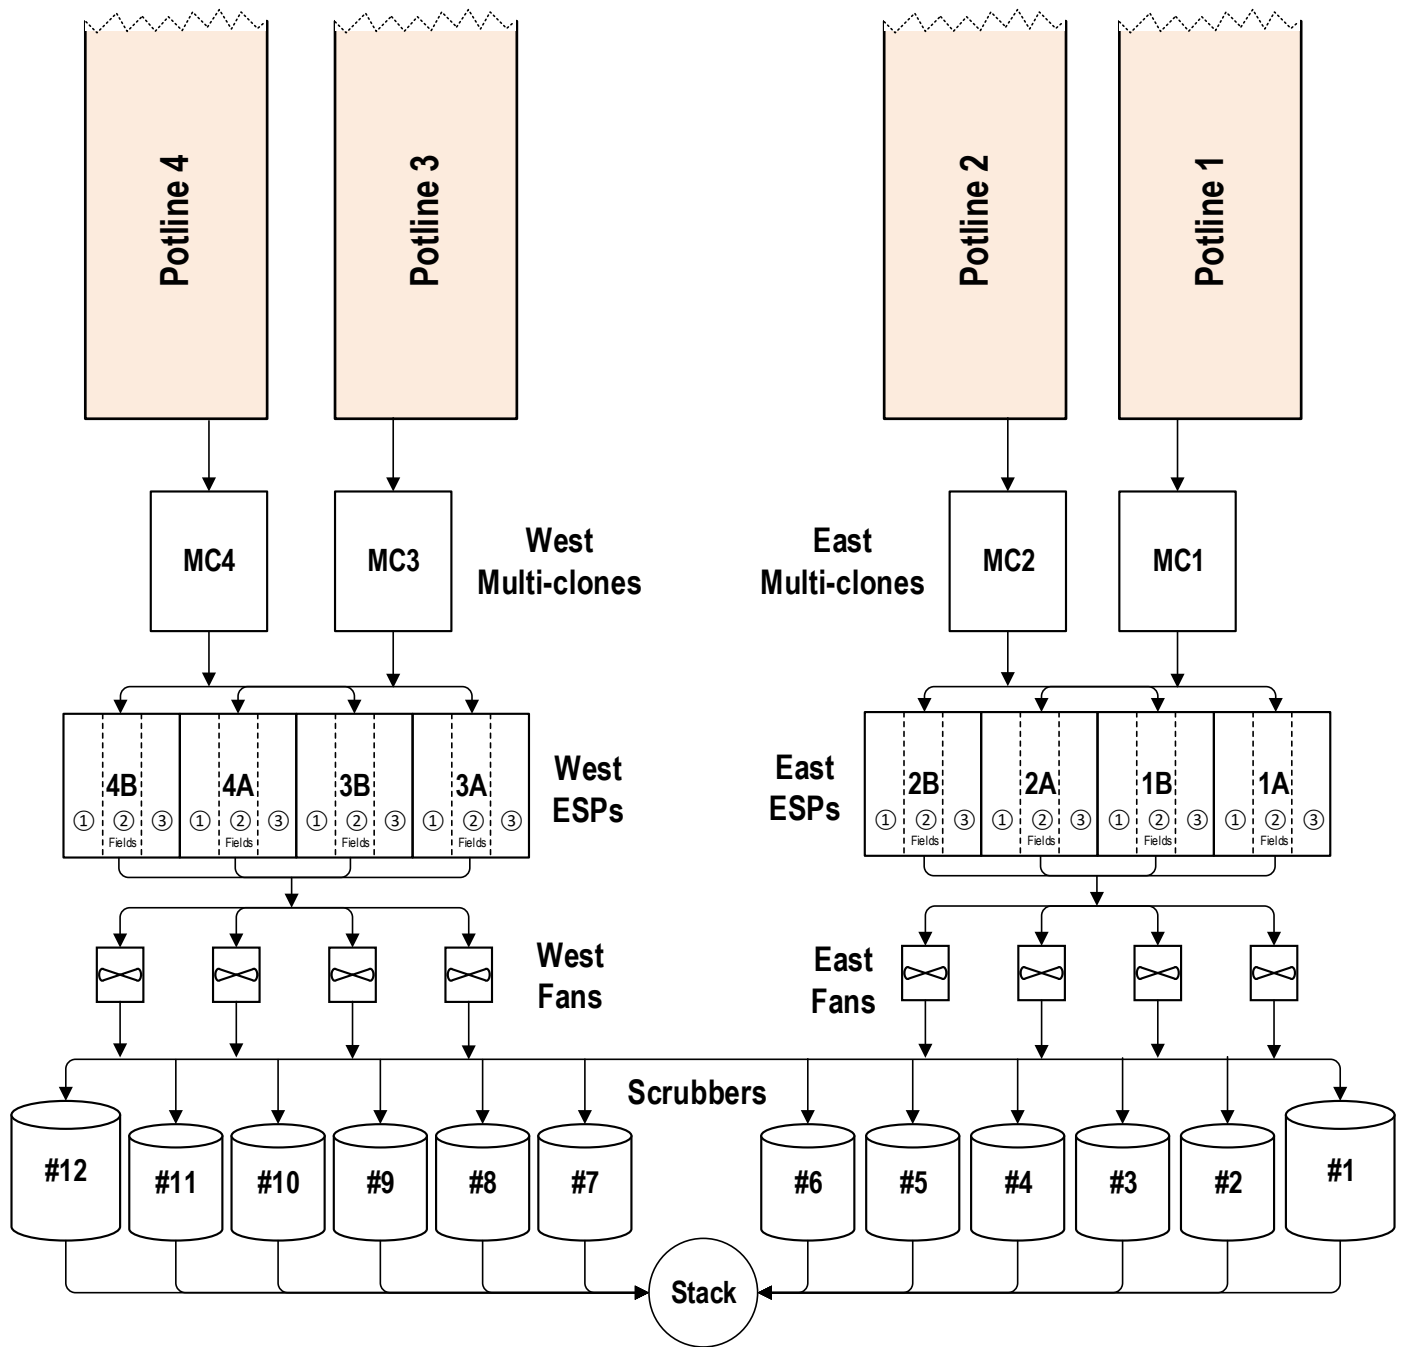 Potline 4
Potline 3
Potline 2
Potline 1
MC4
MC3
West
Multi-clones
East
Multi-clones
MC2
MC1
4B
4A
3B
3A
West
ESPs
East
ESPs
2B
2A
1B
1A
① ② ③ ① ② ③ ① ② ③ ① ② ③
① ② ③ ① ② ③ ① ② ③ ① ② ③
Fields
Fields
Fields
Fields
Fields
Fields
Fields
Fields
West
Fans
East
Fans
Scrubbers
#12
#11
#10
#9
#8
#7
#6
#5
#4
#3
#2
#1
Stack